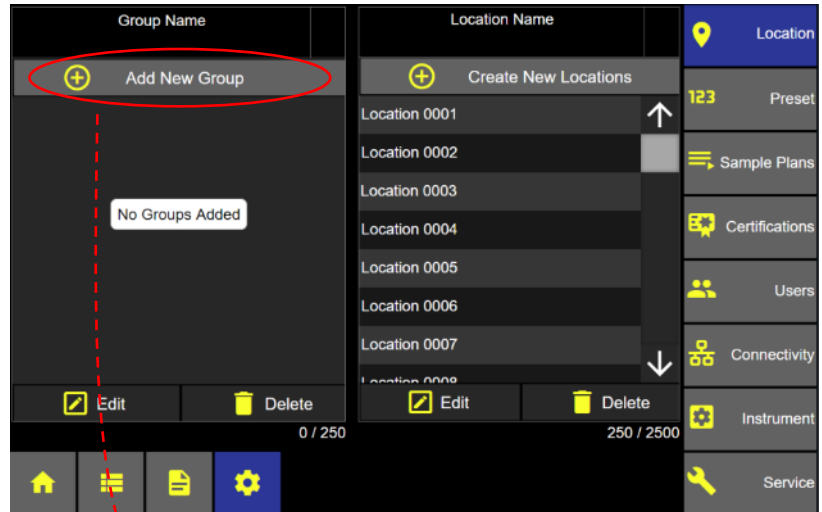 Group Name
Add New Group
No Groups Added
Edit
Delete
0 / 250
Location Name
Create New Locations
Location 0001
Location 0002
Location 0003
Location 0004
Location 0005
Location 0006
Location 0007
Location 0008
Edit
Delete
250 / 2500
Location
123 Preset
Sample Plans
Certifications
Users
Connectivity
Instrument
Service